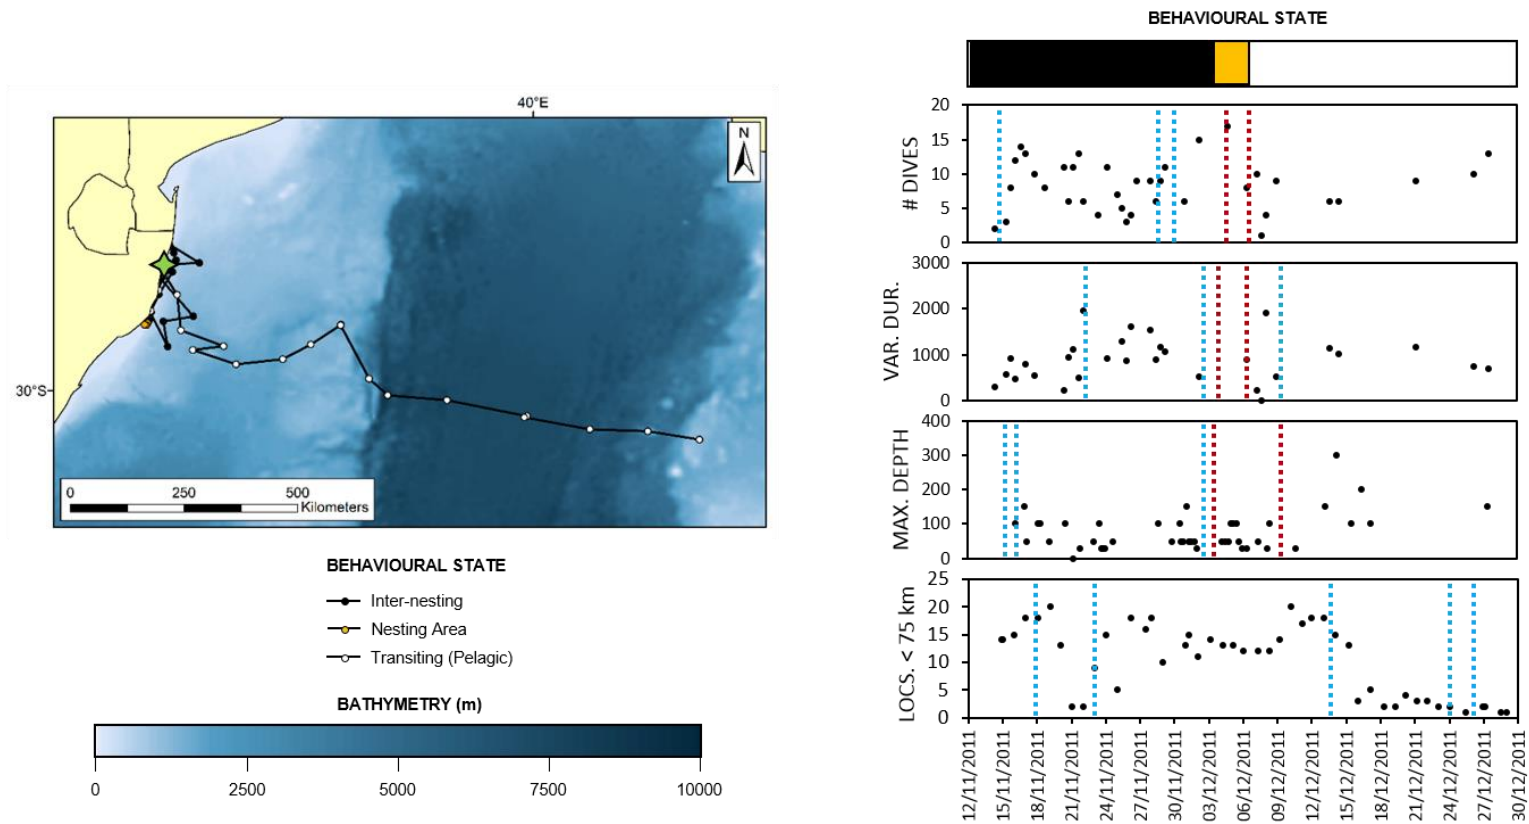 40°E
N
30°S
0 250 500
Kilometers
BEHAVIOURAL STATE
Inter-nesting
Nesting Area
Transiting (Pelagic)
BATHYMETRY (m)
0 2500 5000 7500 10000
BEHAVIOURAL STATE
# DIVES
20
15
10
5
0
VAR. DUR.
3000
2000
1000
0
MAX. DEPTH
400
300
200
100
0
LOCS. < 75 km
25
20
15
10
5
0
12/11/2011
15/11/2011
18/11/2011
21/11/2011
24/11/2011
27/11/2011
30/11/2011
03/12/2011
06/12/2011
09/12/2011
12/12/2011
15/12/2011
18/12/2011
21/12/2011
24/12/2011
27/12/2011
30/12/2011